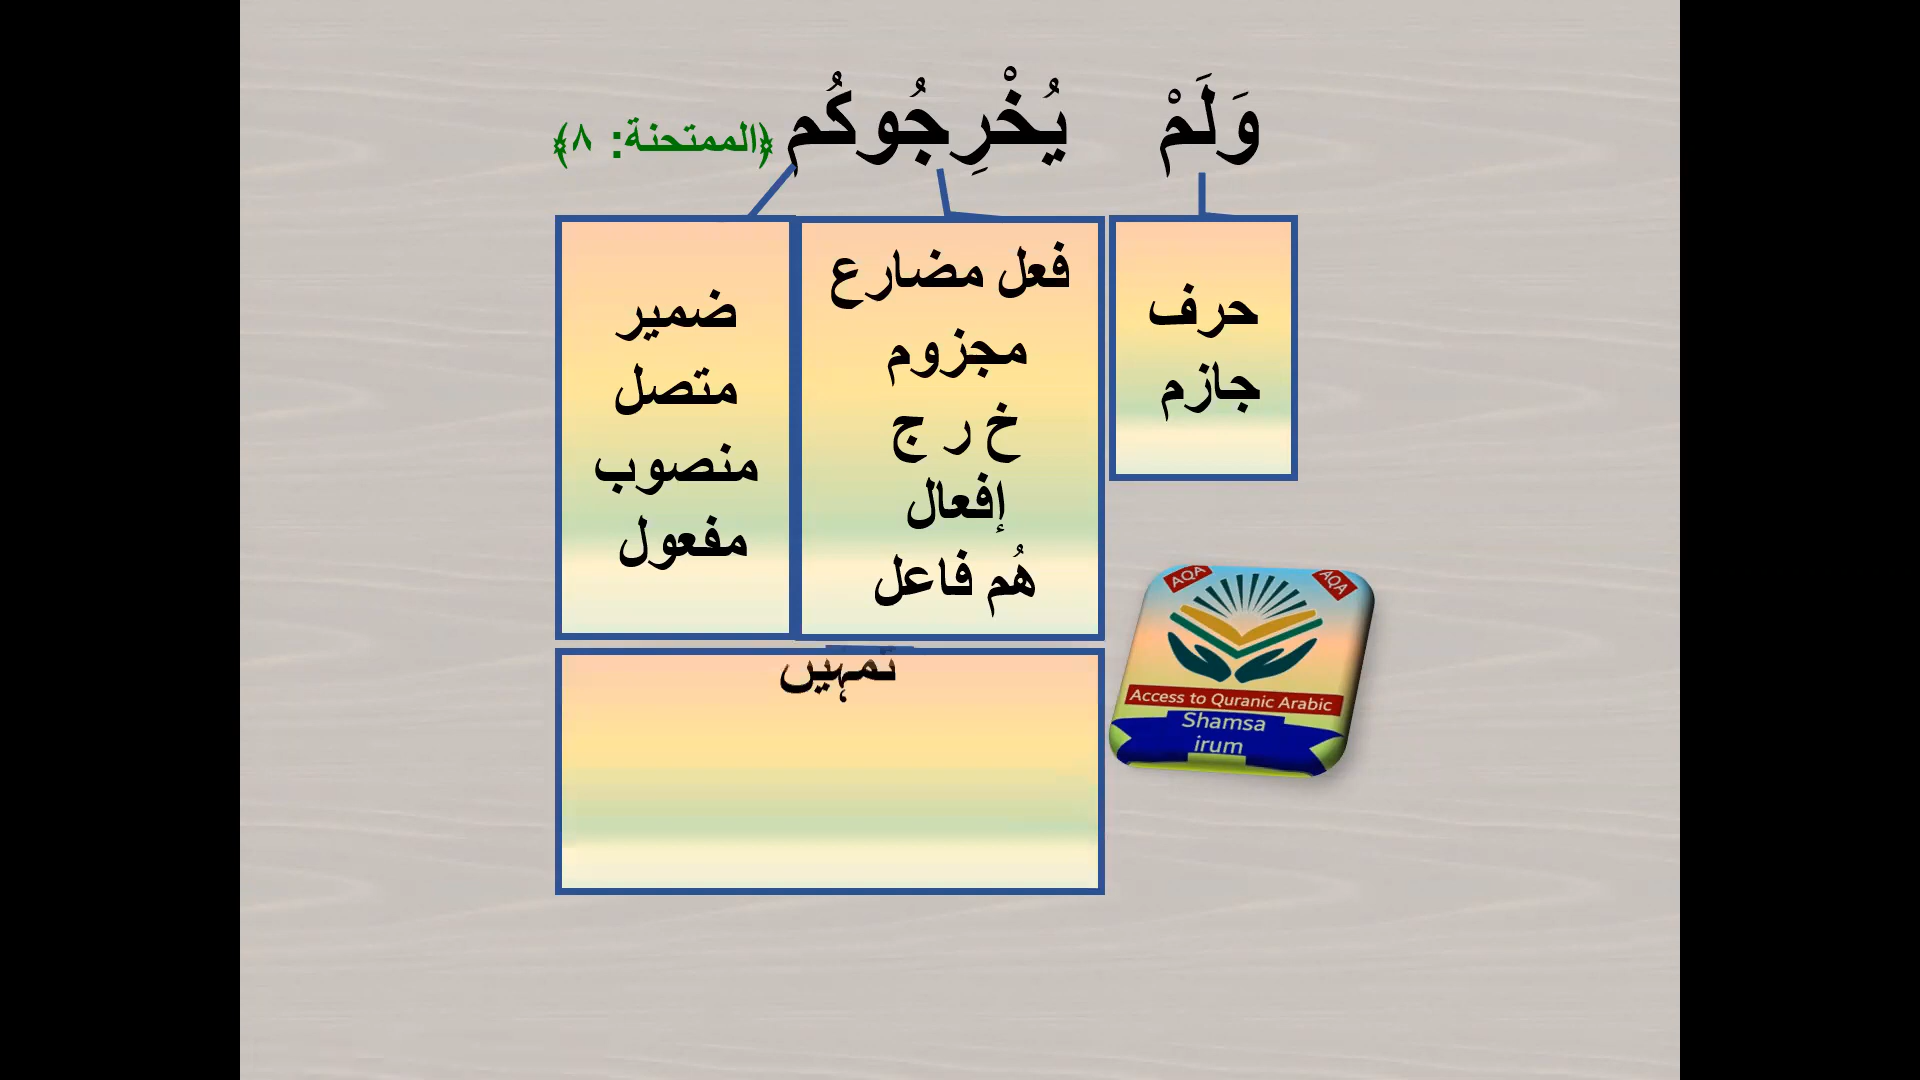 وَلَمْ يُخْرِجُوكُم ﴿الممتحنة: ٨﴾
حرف
جازم
فعل مضارع
مجزوم
خ ر ج
إفعال
هُم فاعل
ضمير
متصل
منصوب
مفعول
تمہیں
AQA
AQA
Access to Quranic Arabic
Shamsa
irum